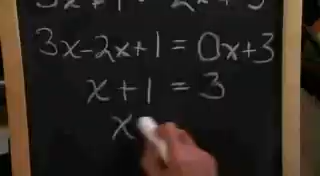 3x-2x+1 = 0x+3
x+1 = 3
x